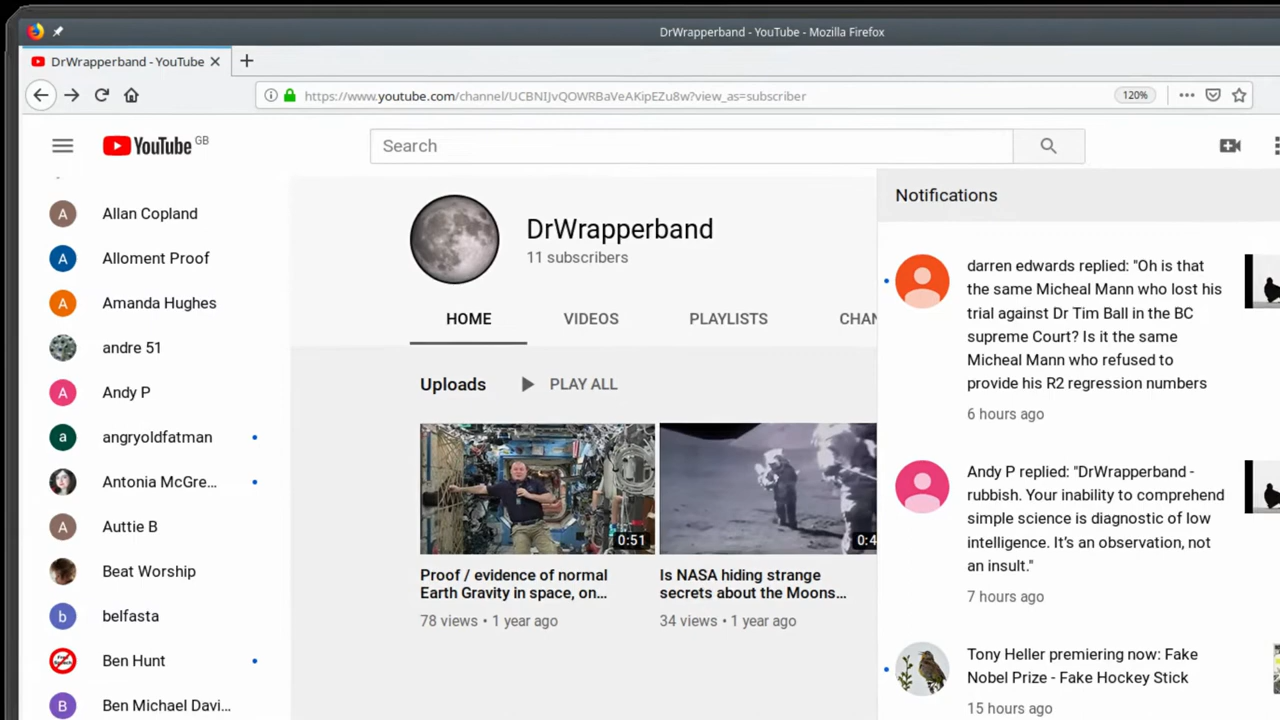 DrWrapperband - YouTube - Mozilla Firefox
DrWrapperband - YouTube
https://www.youtube.com/channel/UCBNIJvQOWRBaVeAKipEZu8w?view_as=subscriber
120%
YouTube GB
Search
A Allan Copland
A Alloment Proof
A Amanda Hughes
andre 51
A Andy P
a angryoldfatman
Antonia McGre...
A Auttie B
Beat Worship
b belfasta
Ben Hunt
B Ben Michael Davi...
DrWrapperband
11 subscribers
HOME
VIDEOS
PLAYLISTS
CHAN
Uploads
PLAY ALL
0:51
Proof / evidence of normal
Earth Gravity in space, on...
78 views • 1 year ago
0:4
Is NASA hiding strange
secrets about the Moons...
34 views • 1 year ago
Notifications
darren edwards replied: "Oh is that
the same Micheal Mann who lost his
trial against Dr Tim Ball in the BC
supreme Court? Is it the same
Micheal Mann who refused to
provide his R2 regression numbers
6 hours ago
Andy P replied: "DrWrapperband -
rubbish. Your inability to comprehend
simple science is diagnostic of low
intelligence. It’s an observation, not
an insult."
7 hours ago
Tony Heller premiering now: Fake
Nobel Prize - Fake Hockey Stick
15 hours ago